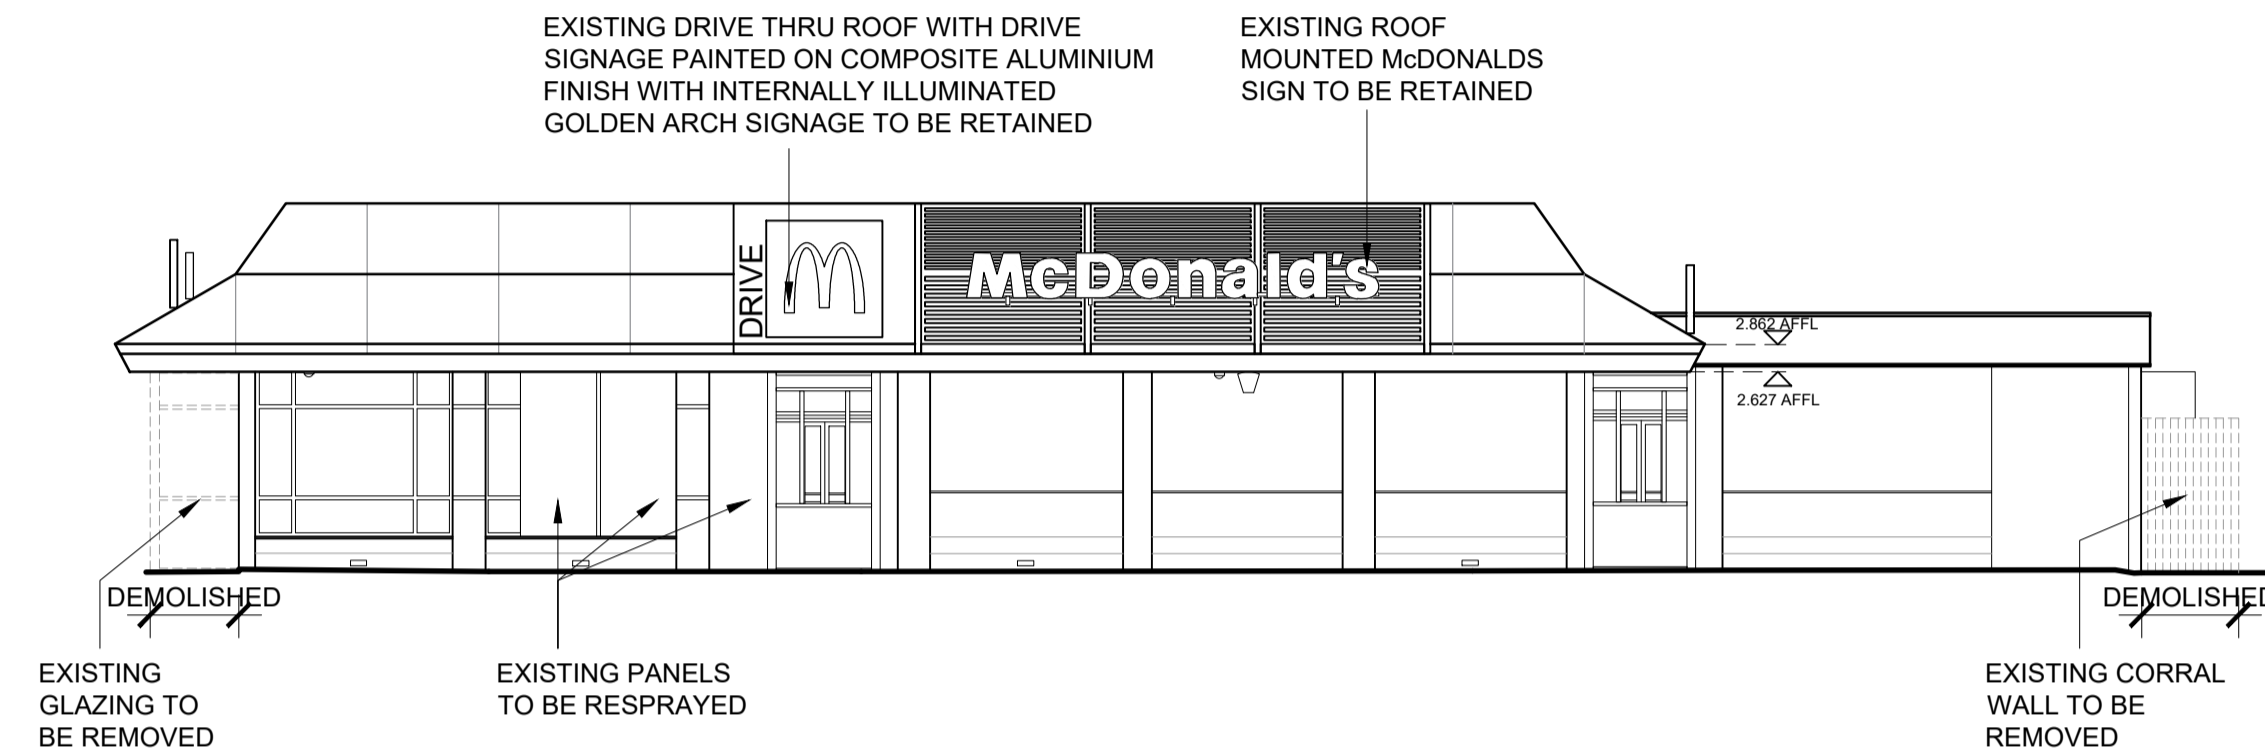 EXISTING DRIVE THRU ROOF WITH DRIVE
SIGNAGE PAINTED ON COMPOSITE ALUMINIUM
FINISH WITH INTERNALLY ILLUMINATED
GOLDEN ARCH SIGNAGE TO BE RETAINED
EXISTING ROOF
MOUNTED McDONALDS
SIGN TO BE RETAINED
DRIVE
M
McDonald's
2.862 AFFL
2.627 AFFL
DEMOLISHED
DEMOLISHED
EXISTING
GLAZING TO
BE REMOVED
EXISTING PANELS
TO BE RESPRAYED
EXISTING CORRAL
WALL TO BE
REMOVED